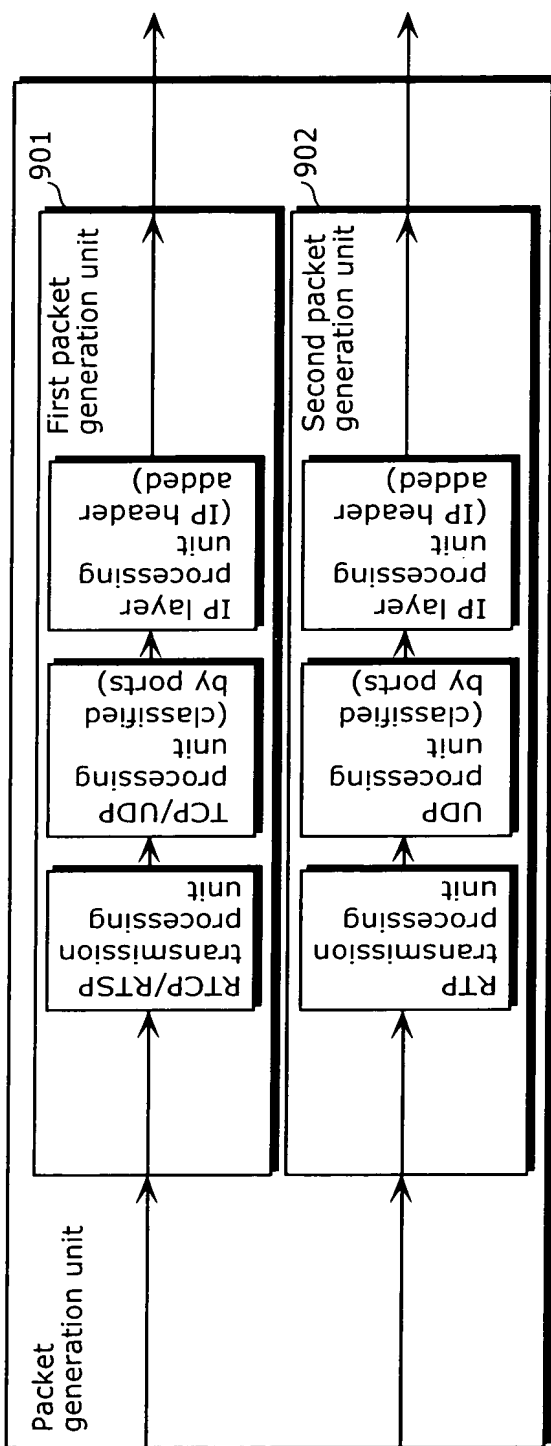 Packet
generation unit
901
First packet
generation unit
RTCP/RTSP
transmission
processing
unit
TCP/UDP
processing
unit
(classified
by ports)
IP layer
processing
unit
(IP header
added)
902
Second packet
generation unit
RTP
transmission
processing
unit
UDP
processing
unit
(classified
by ports)
IP layer
processing
unit
(IP header
added)